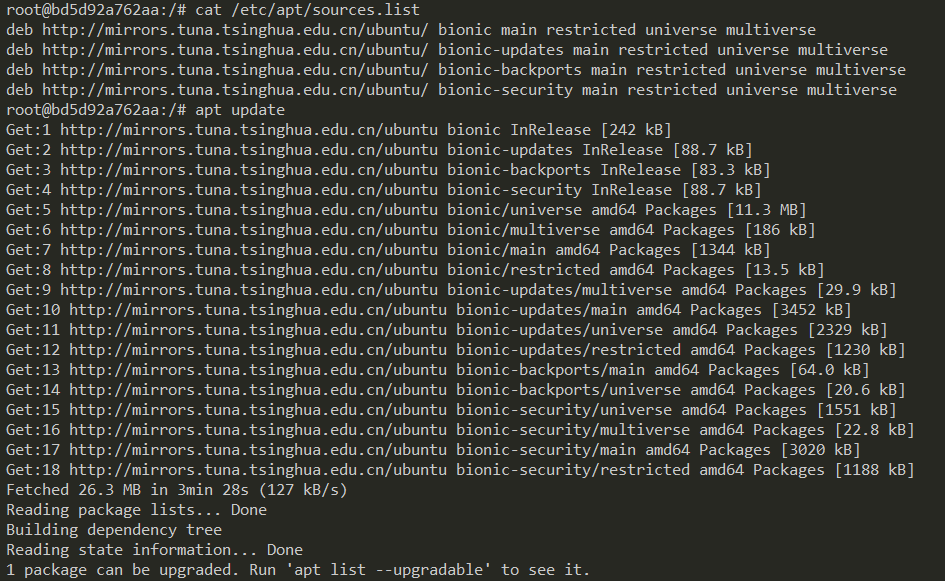 root@bd5d92a762aa:/# cat /etc/apt/sources.list
deb http://mirrors.tuna.tsinghua.edu.cn/ubuntu/ bionic main restricted universe multiverse
deb http://mirrors.tuna.tsinghua.edu.cn/ubuntu/ bionic-updates main restricted universe multiverse
deb http://mirrors.tuna.tsinghua.edu.cn/ubuntu/ bionic-backports main restricted universe multiverse
deb http://mirrors.tuna.tsinghua.edu.cn/ubuntu/ bionic-security main restricted universe multiverse
root@bd5d92a762aa:/# apt update
Get:1 http://mirrors.tuna.tsinghua.edu.cn/ubuntu bionic InRelease [242 kB]
Get:2 http://mirrors.tuna.tsinghua.edu.cn/ubuntu bionic-updates InRelease [88.7 kB]
Get:3 http://mirrors.tuna.tsinghua.edu.cn/ubuntu bionic-backports InRelease [83.3 kB]
Get:4 http://mirrors.tuna.tsinghua.edu.cn/ubuntu bionic-security InRelease [88.7 kB]
Get:5 http://mirrors.tuna.tsinghua.edu.cn/ubuntu bionic/universe amd64 Packages [11.3 MB]
Get:6 http://mirrors.tuna.tsinghua.edu.cn/ubuntu bionic/multiverse amd64 Packages [186 kB]
Get:7 http://mirrors.tuna.tsinghua.edu.cn/ubuntu bionic/main amd64 Packages [1344 kB]
Get:8 http://mirrors.tuna.tsinghua.edu.cn/ubuntu bionic/restricted amd64 Packages [13.5 kB]
Get:9 http://mirrors.tuna.tsinghua.edu.cn/ubuntu bionic-updates/multiverse amd64 Packages [29.9 kB]
Get:10 http://mirrors.tuna.tsinghua.edu.cn/ubuntu bionic-updates/main amd64 Packages [3452 kB]
Get:11 http://mirrors.tuna.tsinghua.edu.cn/ubuntu bionic-updates/universe amd64 Packages [2329 kB]
Get:12 http://mirrors.tuna.tsinghua.edu.cn/ubuntu bionic-updates/restricted amd64 Packages [1230 kB]
Get:13 http://mirrors.tuna.tsinghua.edu.cn/ubuntu bionic-backports/main amd64 Packages [64.0 kB]
Get:14 http://mirrors.tuna.tsinghua.edu.cn/ubuntu bionic-backports/universe amd64 Packages [20.6 kB]
Get:15 http://mirrors.tuna.tsinghua.edu.cn/ubuntu bionic-security/universe amd64 Packages [1551 kB]
Get:16 http://mirrors.tuna.tsinghua.edu.cn/ubuntu bionic-security/multiverse amd64 Packages [22.8 kB]
Get:17 http://mirrors.tuna.tsinghua.edu.cn/ubuntu bionic-security/main amd64 Packages [3020 kB]
Get:18 http://mirrors.tuna.tsinghua.edu.cn/ubuntu bionic-security/restricted amd64 Packages [1188 kB]
Fetched 26.3 MB in 3min 28s (127 kB/s)
Reading package lists... Done
Building dependency tree
Reading state information... Done
1 package can be upgraded. Run 'apt list --upgradable' to see it.